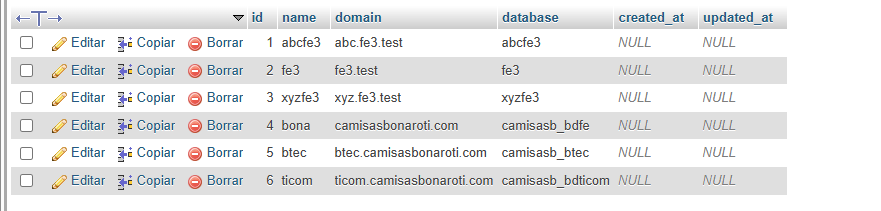 id name domain database created_at updated_at
Editar Copiar Borrar 1 abcfe3 abc.fe3.test abcfe3 NULL NULL
Editar Copiar Borrar 2 fe3 fe3.test fe3 NULL NULL
Editar Copiar Borrar 3 xyzfe3 xyz.fe3.test xyzfe3 NULL NULL
Editar Copiar Borrar 4 bona camisasbonaroti.com camisasb_bdfe NULL NULL
Editar Copiar Borrar 5 btec btec.camisasbonaroti.com camisasb_btec NULL NULL
Editar Copiar Borrar 6 ticom ticom.camisasbonaroti.com camisasb_bdticom NULL NULL